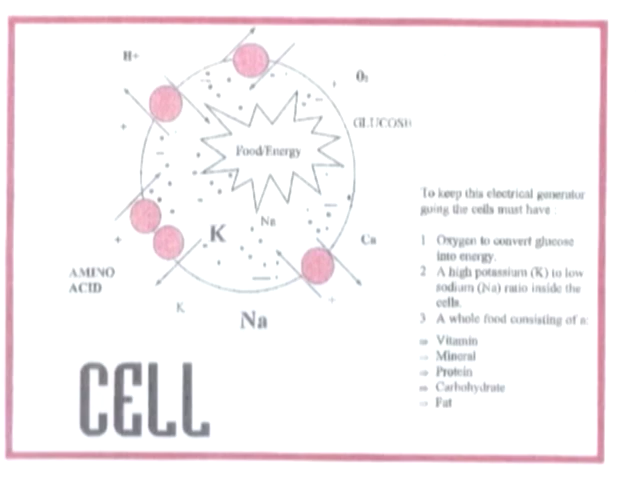 H+
O₂
GLUCOSE
Food/Energy
Na
K
Ca
+
+
+
+
AMINO
ACID
K
Na
CELL
To keep this electrical generator
going the cells must have :
1 Oxygen to convert glucose
into energy.
2 A high potassium (K) to low
sodium (Na) ratio inside the
cells.
3 A whole food consisting of a:
Vitamin
Mineral
Protein
Carbohydrate
Fat